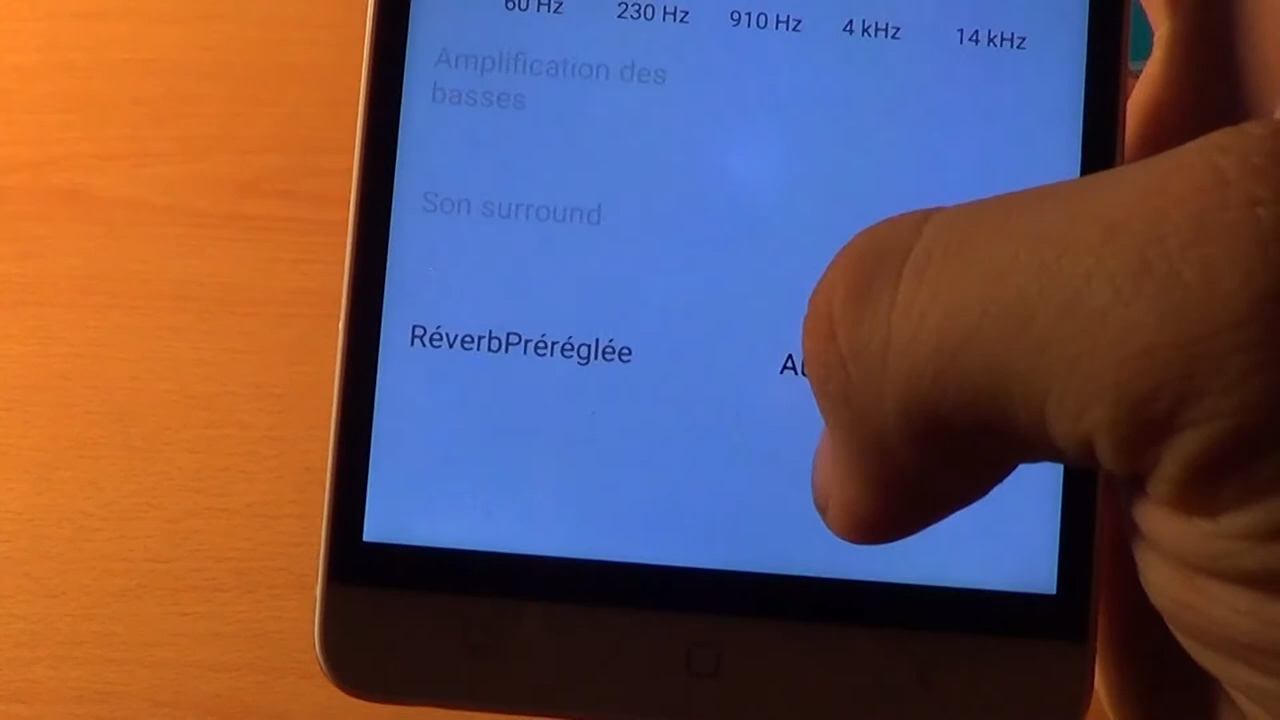 60 Hz 230 Hz 910 Hz 4 kHz 14 kHz
Amplification des
basses
Son surround
RéverbPréréglée